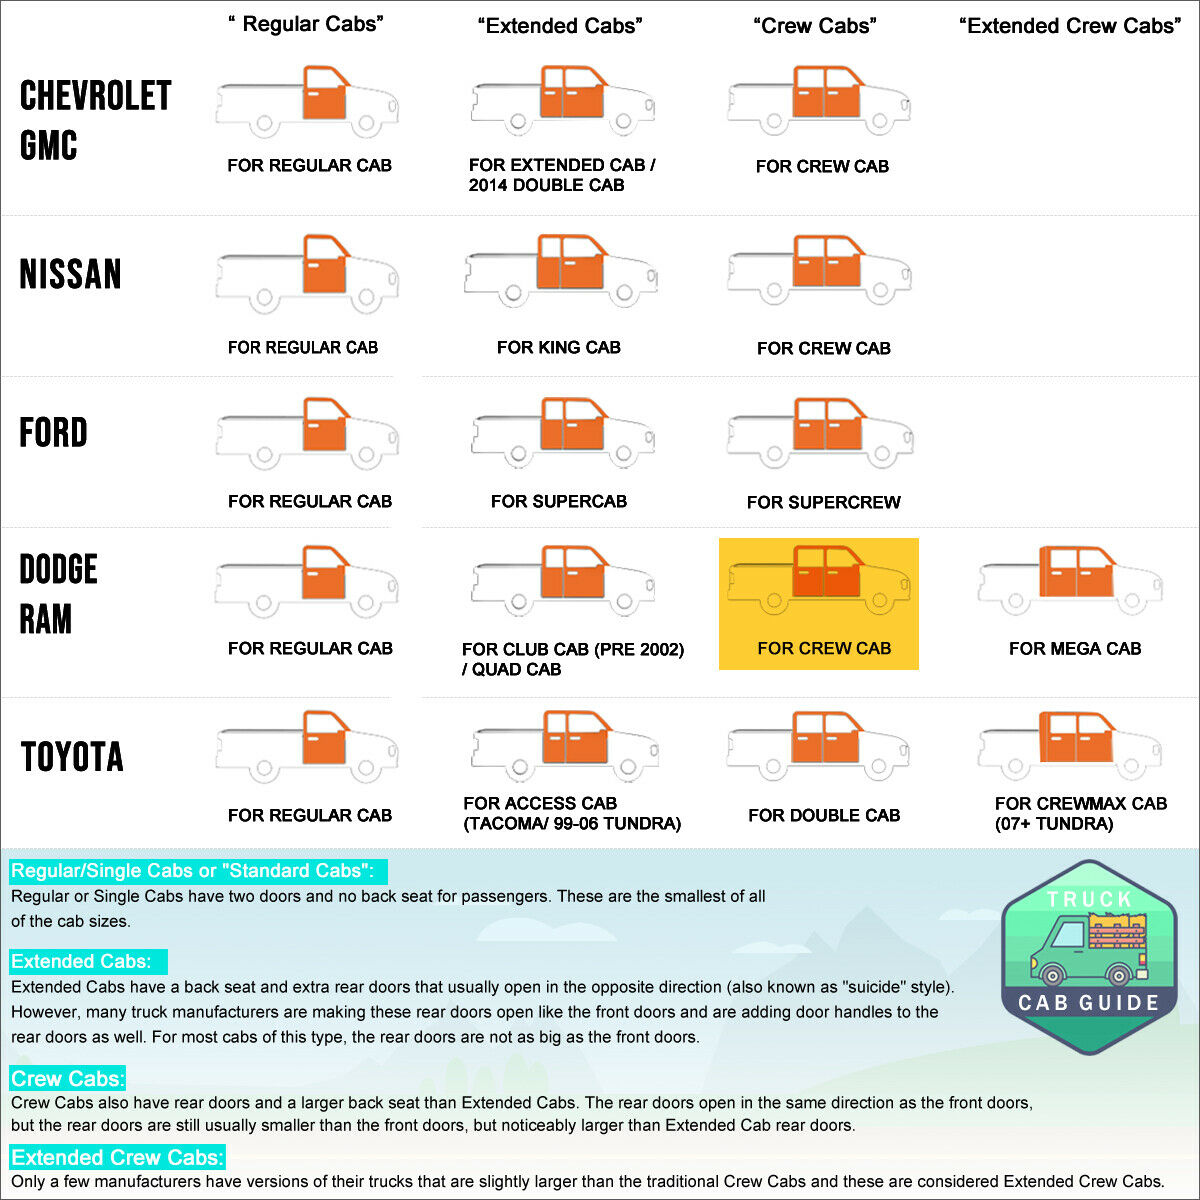 “ Regular Cabs” “Extended Cabs” “Crew Cabs” “Extended Crew Cabs”
CHEVROLET
GMC
FOR REGULAR CAB
FOR EXTENDED CAB /
2014 DOUBLE CAB
FOR CREW CAB
NISSAN
FOR REGULAR CAB
FOR KING CAB
FOR CREW CAB
FORD
FOR REGULAR CAB
FOR SUPERCAB
FOR SUPERCREW
DODGE
RAM
FOR REGULAR CAB
FOR CLUB CAB (PRE 2002)
/ QUAD CAB
FOR CREW CAB
FOR MEGA CAB
TOYOTA
FOR REGULAR CAB
FOR ACCESS CAB
(TACOMA/ 99-06 TUNDRA)
FOR DOUBLE CAB
FOR CREWMAX CAB
(07+ TUNDRA)
Regular/Single Cabs or "Standard Cabs":
Regular or Single Cabs have two doors and no back seat for passengers. These are the smallest of all
of the cab sizes.
Extended Cabs:
Extended Cabs have a back seat and extra rear doors that usually open in the opposite direction (also known as "suicide" style).
However, many truck manufacturers are making these rear doors open like the front doors and are adding door handles to the
rear doors as well. For most cabs of this type, the rear doors are not as big as the front doors.
Crew Cabs:
Crew Cabs also have rear doors and a larger back seat than Extended Cabs. The rear doors open in the same direction as the front doors,
but the rear doors are still usually smaller than the front doors, but noticeably larger than Extended Cab rear doors.
Extended Crew Cabs:
Only a few manufacturers have versions of their trucks that are slightly larger than the traditional Crew Cabs and these are considered Extended Crew Cabs.
TRUCK
CAB GUIDE